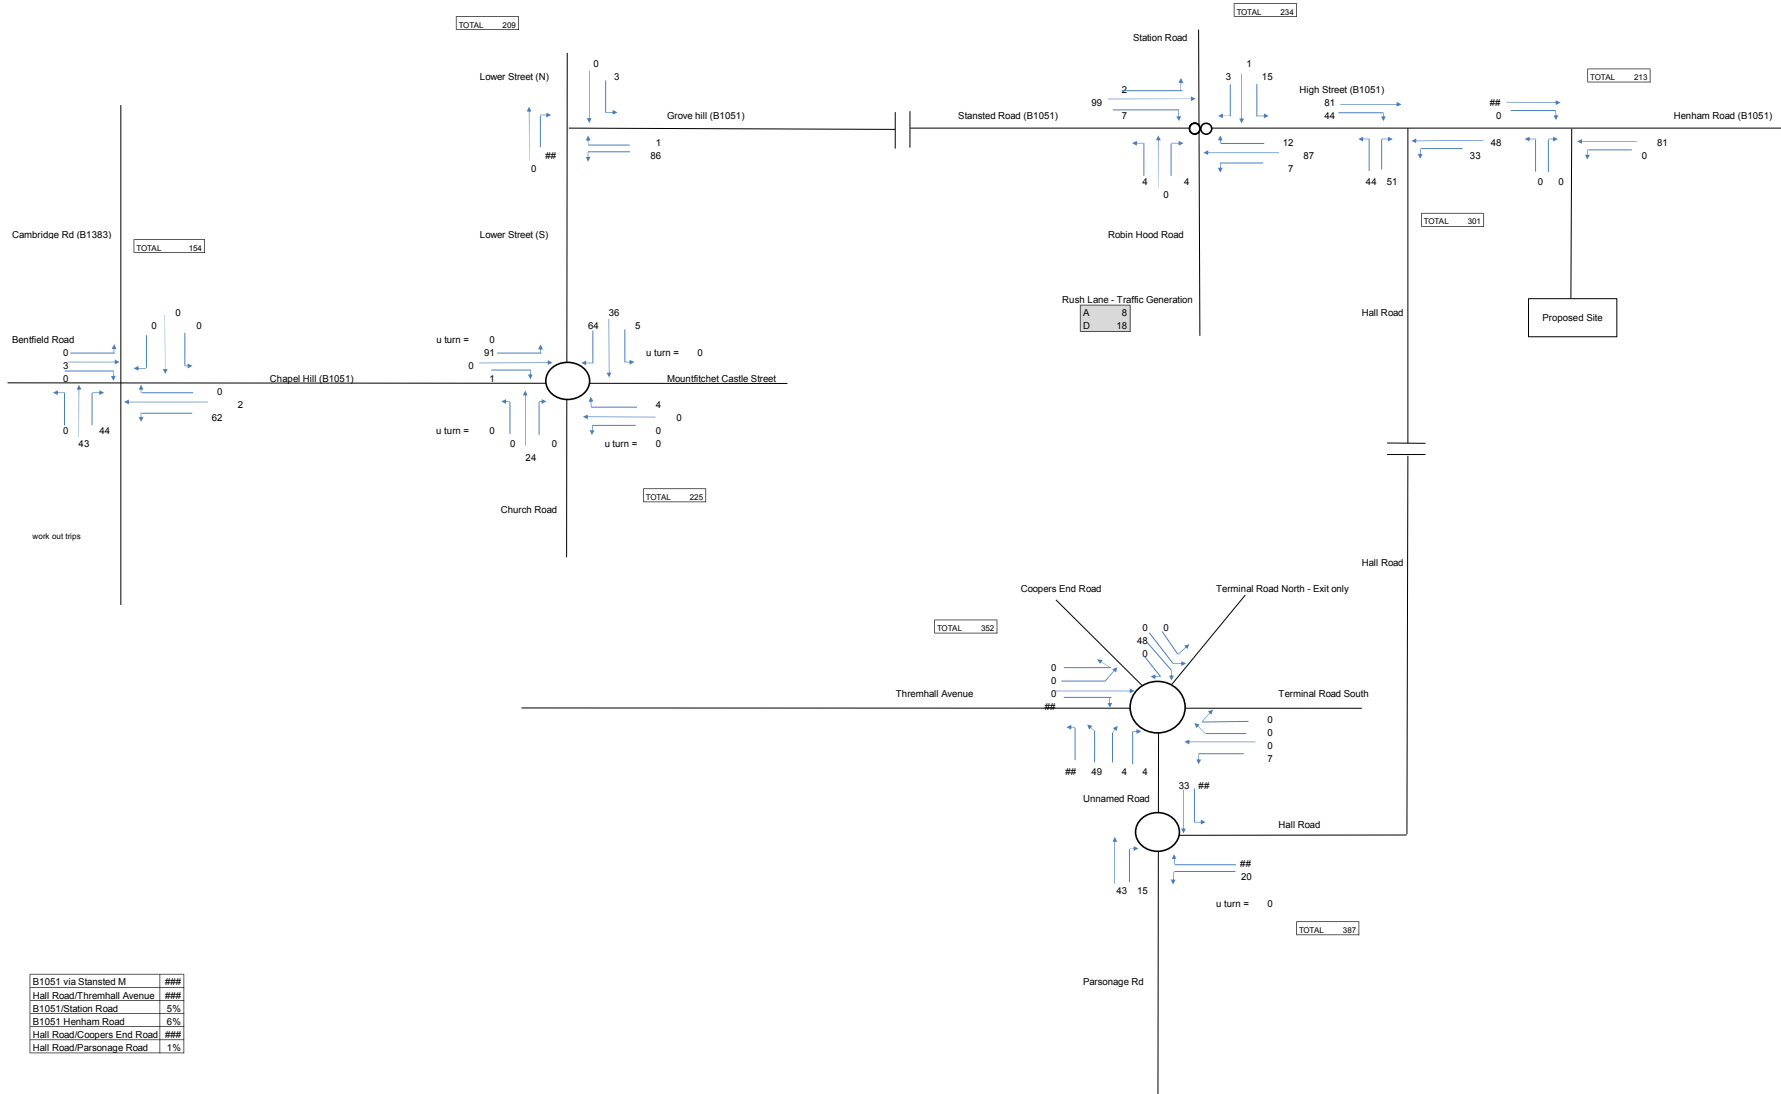 TOTAL 209
TOTAL 234
Station Road
Lower Street (N)
0
3
##
0
Grove hill (B1051)
1
86
Stansted Road (B1051)
2
99
7
3 1 15
High Street (B1051)
81
44
TOTAL 213
##
0
Henham Road (B1051)
12
87
7
4 0 4
44 51
48
33
0 0
81
0
Cambridge Rd (B1383)
TOTAL 154
Lower Street (S)
Robin Hood Road
TOTAL 301
Rush Lane - Traffic Generation
A 8
D 18
Hall Road
Proposed Site
Bentfield Road
0 0 0
0
3
0
Chapel Hill (B1051)
0
2
62
0 43 44
u turn = 0
91
0
1
64 36 5
u turn = 0
Mountfitchet Castle Street
4
0
0
u turn = 0
u turn = 0
0 24 0
TOTAL 225
Church Road
work out trips
Hall Road
Coopers End Road
Terminal Road North - Exit only
TOTAL 352
0 0
48
0
0
0
0
##
Thremhall Avenue
Terminal Road South
0
0
0
7
## 49 4 4
33 ##
Unnamed Road
Hall Road
##
20
43 15
u turn = 0
TOTAL 387
Parsonage Rd
B1051 via Stansted M ###
Hall Road/Thremhall Avenue ###
B1051/Station Road 5%
B1051 Henham Road 6%
Hall Road/Coopers End Road ###
Hall Road/Parsonage Road 1%